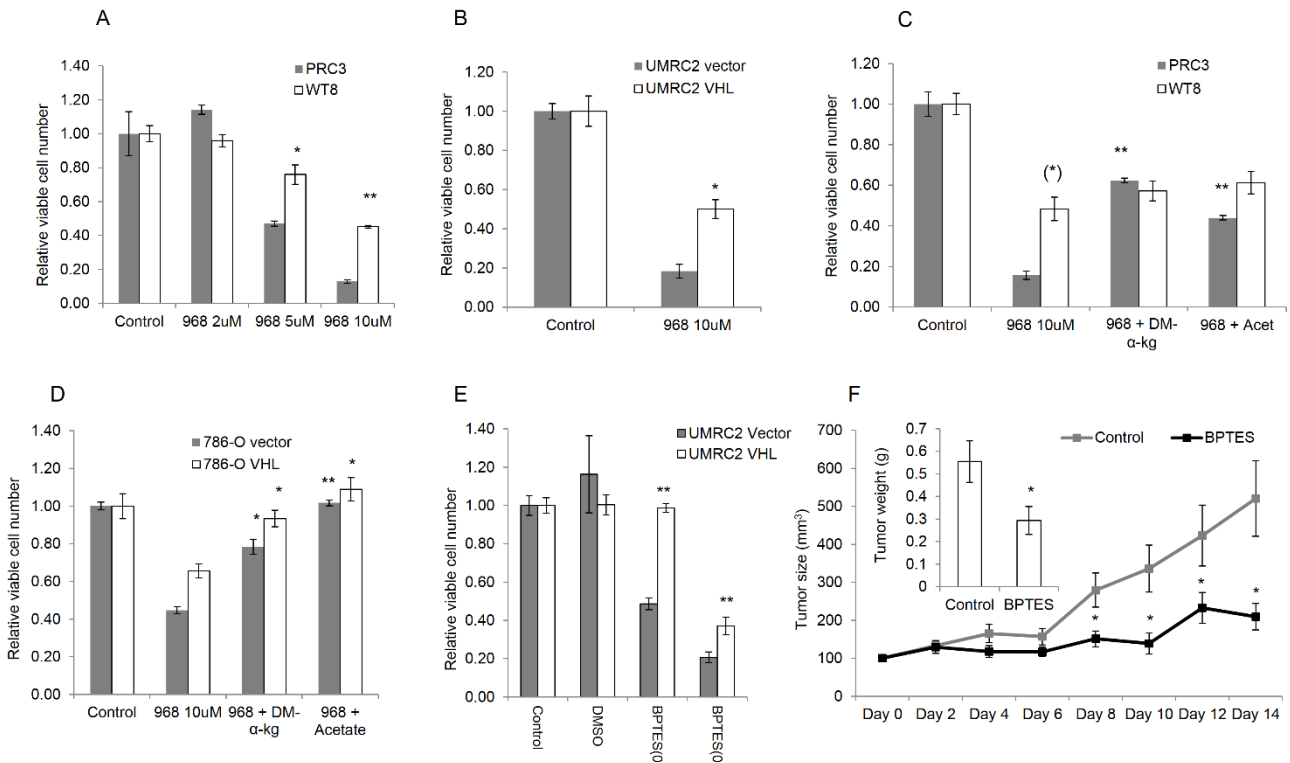 A
Relative viable cell number
1.40
1.20
1.00
0.80
0.60
0.40
0.20
0.00
PRC3
WT8
*
**
Control
968 2uM
968 5uM
968 10uM
B
Relative viable cell number
1.20
1.00
0.80
0.60
0.40
0.20
0.00
UMRC2 vector
UMRC2 VHL
*
Control
968 10uM
C
Relative viable cell number
1.20
1.00
0.80
0.60
0.40
0.20
0.00
PRC3
WT8
(*)
**
**
Control
968 10uM
968 + DM-
α-kg
968 + Acet
D
Relative viable cell number
1.40
1.20
1.00
0.80
0.60
0.40
0.20
0.00
786-O vector
786-O VHL
*
*
**
*
Control
968 10uM
968 + DM-
α-kg
968 +
Acetate
E
Relative viable cell number
1.40
1.20
1.00
0.80
0.60
0.40
0.20
0.00
UMRC2 Vector
UMRC2 VHL
**
**
Control
DMSO
BPTES(0
BPTES(0
F
Tumor size (mm³)
700
600
500
400
300
200
100
0
Control
BPTES
Tumor weight (g)
0.7
0.6
0.5
0.4
0.3
0.2
0.1
0
*
Control
BPTES
*
*
*
*
Day 0
Day 2
Day 4
Day 6
Day 8
Day 10
Day 12
Day 14